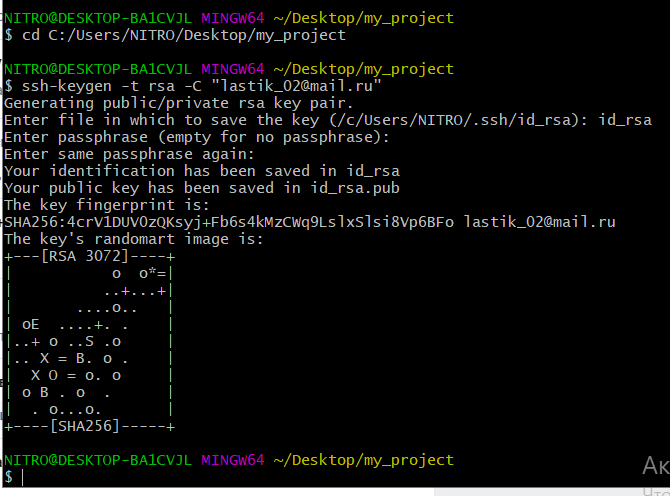 NITRO@DESKTOP-BA1CVJL MINGW64 ~/Desktop/my_project
$ cd C:/Users/NITRO/Desktop/my_project

NITRO@DESKTOP-BA1CVJL MINGW64 ~/Desktop/my_project
$ ssh-keygen -t rsa -C "lastik_02@mail.ru"
Generating public/private rsa key pair.
Enter file in which to save the key (/c/Users/NITRO/.ssh/id_rsa): id_rsa
Enter passphrase (empty for no passphrase):
Enter same passphrase again:
Your identification has been saved in id_rsa
Your public key has been saved in id_rsa.pub
The key fingerprint is:
SHA256:4crV1DUVOzQKsyj+Fb6s4kMzCWq9LslxSlsi8Vp6BFo lastik_02@mail.ru
The key's randomart image is:
+---[RSA 3072]----+
|            o  o*=|
|           ..+...+|
|        ....o..   |
| oE  ....+. .    |
|..+ o ..S .o     |
|.. X = B. o .    |
|  X O = o. o     |
| o B . o  .      |
|  . o...o.       |
+----[SHA256]-----+

NITRO@DESKTOP-BA1CVJL MINGW64 ~/Desktop/my_project
$
Ак
Что